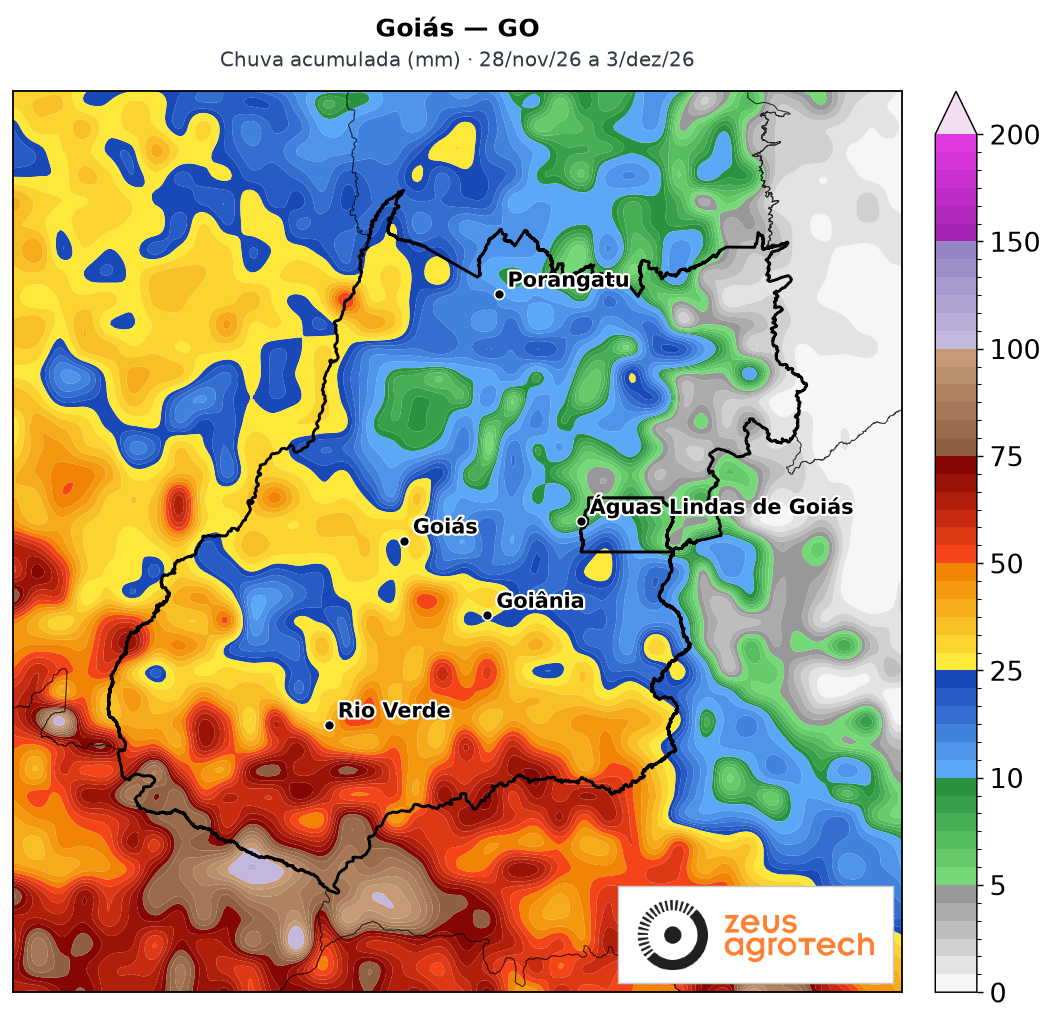 Goiás — GO
Chuva acumulada (mm) · 28/nov/26 a 3/dez/26
200
150
100
75
50
25
10
5
0
Porangatu
Águas Lindas de Goiás
Goiás
Goiânia
Rio Verde
zeus
agrotech